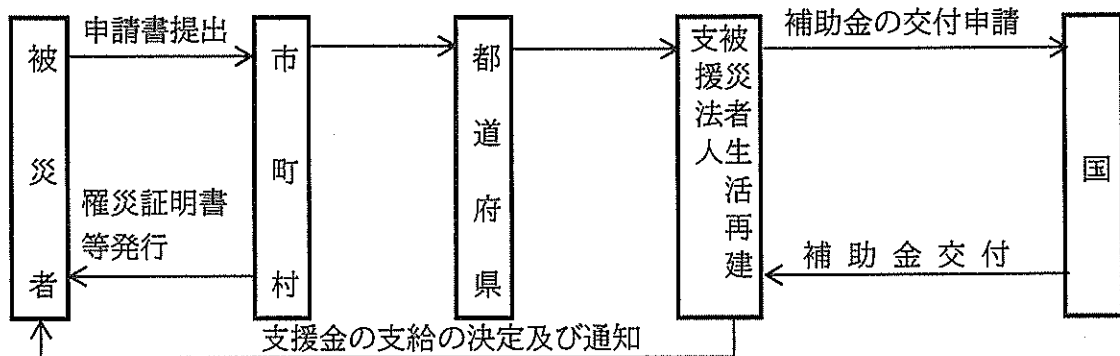 被災者
申請書提出
罹災証明書
等発行
市町村
都道府県
被災者生活再建
支援法人
補助金の交付申請
補助金交付
国
支援金の支給の決定及び通知